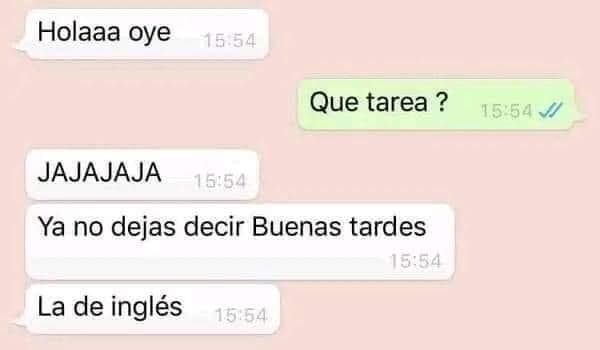 Holaaa oye 15:54
Que tarea ? 15:54
JAJAJAJA 15:54
Ya no dejas decir Buenas tardes
15:54
La de inglés 15:54